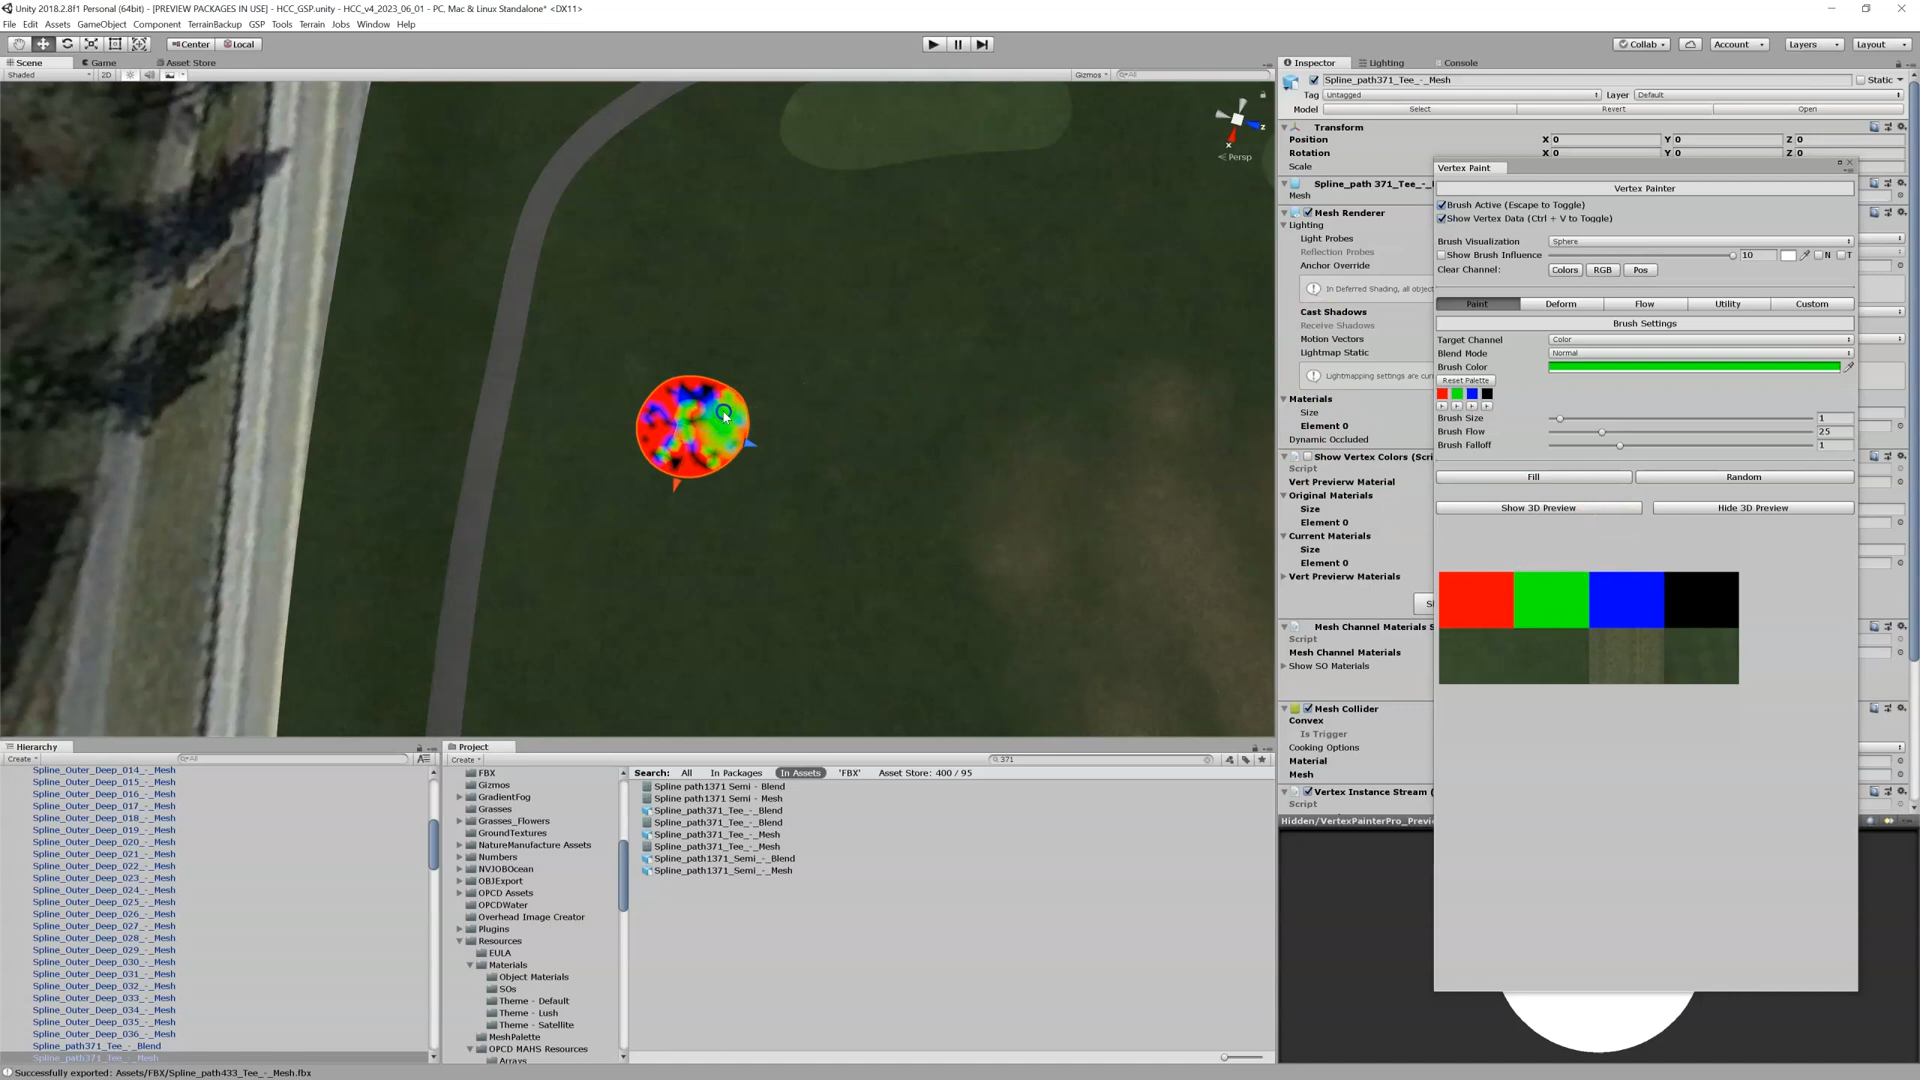 Unity 2018.2.8f1 Personal (64bit) - [PREVIEW PACKAGES IN USE] - HCC_GSP.unity - HCC_v4_2023_06_01 - PC, Mac & Linux Standalone* <DX11>
File Edit Assets GameObject Component TerrainBackup GSP Tools Terrain Jobs Window Help
Center Local Collab Account Layers Layout
Scene Game Asset Store
Shaded 2D Gizmos All
Persp
Inspector Lighting Console
Spline_path371_Tee_-_Mesh Static
Tag Untagged Layer Default
Model Select Revert Open
Transform
Position X 0 Y 0 Z 0
Rotation X 0 Y 0 Z 0
Scale
Spline_path 371_Tee_-_
Mesh
Mesh Renderer
Lighting
Light Probes
Reflection Probes
Anchor Override
In Deferred Shading, all object
Cast Shadows
Receive Shadows
Motion Vectors
Lightmap Static
Lightmapping settings are curr
Materials
Size
Element 0
Dynamic Occluded
Show Vertex Colors (Scri
Script
Vert Previerw Material
Original Materials
Size
Element 0
Current Materials
Size
Element 0
Vert Previerw Materials
Mesh Channel Materials S
Script
Mesh Channel Materials
Show SO Materials
Mesh Collider
Convex
Is Trigger
Cooking Options
Material
Mesh
Vertex Instance Stream (
Script
Hidden/VertexPainterPro_Previ
Vertex Paint
Vertex Painter
Brush Active (Escape to Toggle)
Show Vertex Data (Ctrl + V to Toggle)
Brush Visualization Sphere
Show Brush Influence 10 N T
Clear Channel: Colors RGB Pos
Paint Deform Flow Utility Custom
Brush Settings
Target Channel Color
Blend Mode Normal
Brush Color
Reset Palette
Brush Size 1
Brush Flow 25
Brush Falloff 1
Fill Random
Show 3D Preview Hide 3D Preview
Hierarchy
Create All
Spline_Outer_Deep_014_-_Mesh
Spline_Outer_Deep_015_-_Mesh
Spline_Outer_Deep_016_-_Mesh
Spline_Outer_Deep_017_-_Mesh
Spline_Outer_Deep_018_-_Mesh
Spline_Outer_Deep_019_-_Mesh
Spline_Outer_Deep_020_-_Mesh
Spline_Outer_Deep_021_-_Mesh
Spline_Outer_Deep_022_-_Mesh
Spline_Outer_Deep_023_-_Mesh
Spline_Outer_Deep_024_-_Mesh
Spline_Outer_Deep_025_-_Mesh
Spline_Outer_Deep_026_-_Mesh
Spline_Outer_Deep_027_-_Mesh
Spline_Outer_Deep_028_-_Mesh
Spline_Outer_Deep_029_-_Mesh
Spline_Outer_Deep_030_-_Mesh
Spline_Outer_Deep_031_-_Mesh
Spline_Outer_Deep_032_-_Mesh
Spline_Outer_Deep_033_-_Mesh
Spline_Outer_Deep_034_-_Mesh
Spline_Outer_Deep_035_-_Mesh
Spline_Outer_Deep_036_-_Mesh
Spline_path371_Tee_-_Blend
Spline_path371_Tee_-_Mesh
Project
Create 371
FBX
Gizmos
GradientFog
Grasses
Grasses_Flowers
GroundTextures
NatureManufacture Assets
Numbers
NVJOBOcean
OBJExport
OPCD Assets
OPCDWater
Overhead Image Creator
Plugins
Resources
EULA
Materials
Object Materials
SOs
Theme - Default
Theme - Lush
Theme - Satellite
MeshPalette
OPCD MAHS Resources
Arrays
Search: All In Packages In Assets 'FBX' Asset Store: 400 / 95
Spline path1371 Semi - Blend
Spline path1371 Semi - Mesh
Spline_path371_Tee_-_Blend
Spline_path371_Tee_-_Blend
Spline_path371_Tee_-_Mesh
Spline_path371_Tee_-_Mesh
Spline_path1371_Semi_-_Blend
Spline_path1371_Semi_-_Mesh
Successfully exported: Assets/FBX/Spline_path433_Tee_-_Mesh.fbx